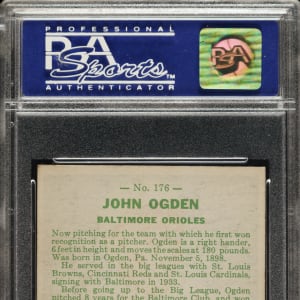 PROFESSIONAL
PSA
Sports™
AUTHENTICATOR
PSA
— No. 176 —
JOHN OGDEN
BALTIMORE ORIOLES
Now pitching for the team with which he first won
recognition as a pitcher. Ogden is a right hander,
6 feet in height and moves the scales at 180 pounds.
Was born in Ogden, Pa. November 5, 1898.
He served in the big leagues with St. Louis
Browns, Cincinnati Reds and St. Louis Cardinals,
signing with Baltimore in 1933.
Before going up to the Big League, Ogden
pitched 8 years for the Baltimore Club, and won